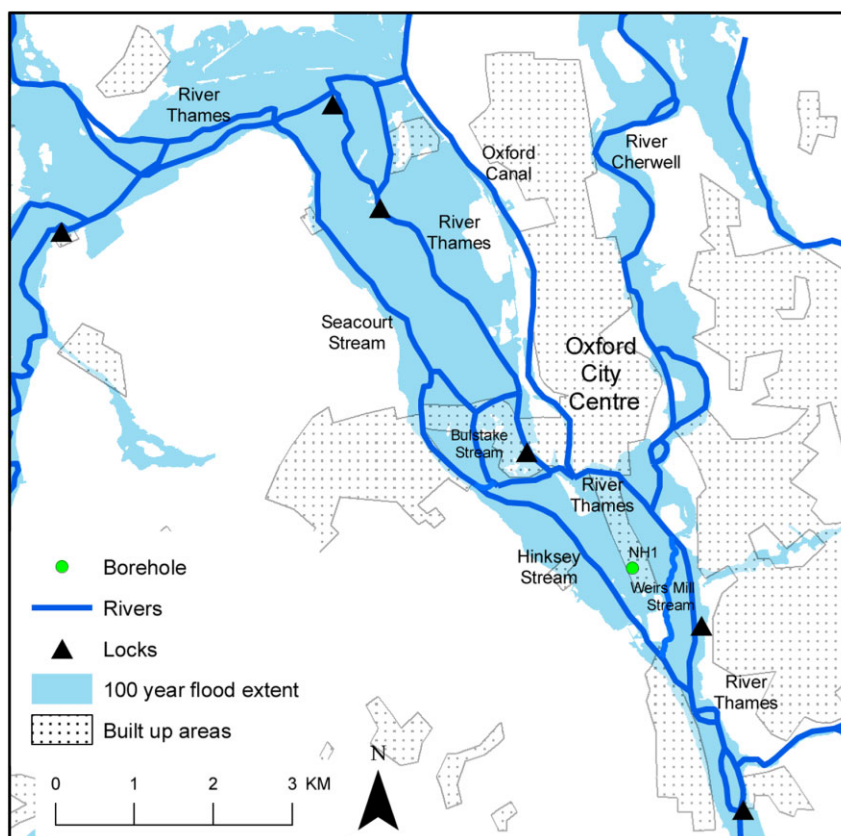 River
Thames
Oxford
Canal
River
Cherwell
River
Thames
Seacourt
Stream
Oxford
City
Centre
Bulstake
Stream
River
Thames
Hinksey
Stream
NH1
Weirs Mill
Stream
River
Thames
Borehole
Rivers
Locks
100 year flood extent
Built up areas
N
0 1 2 3 KM